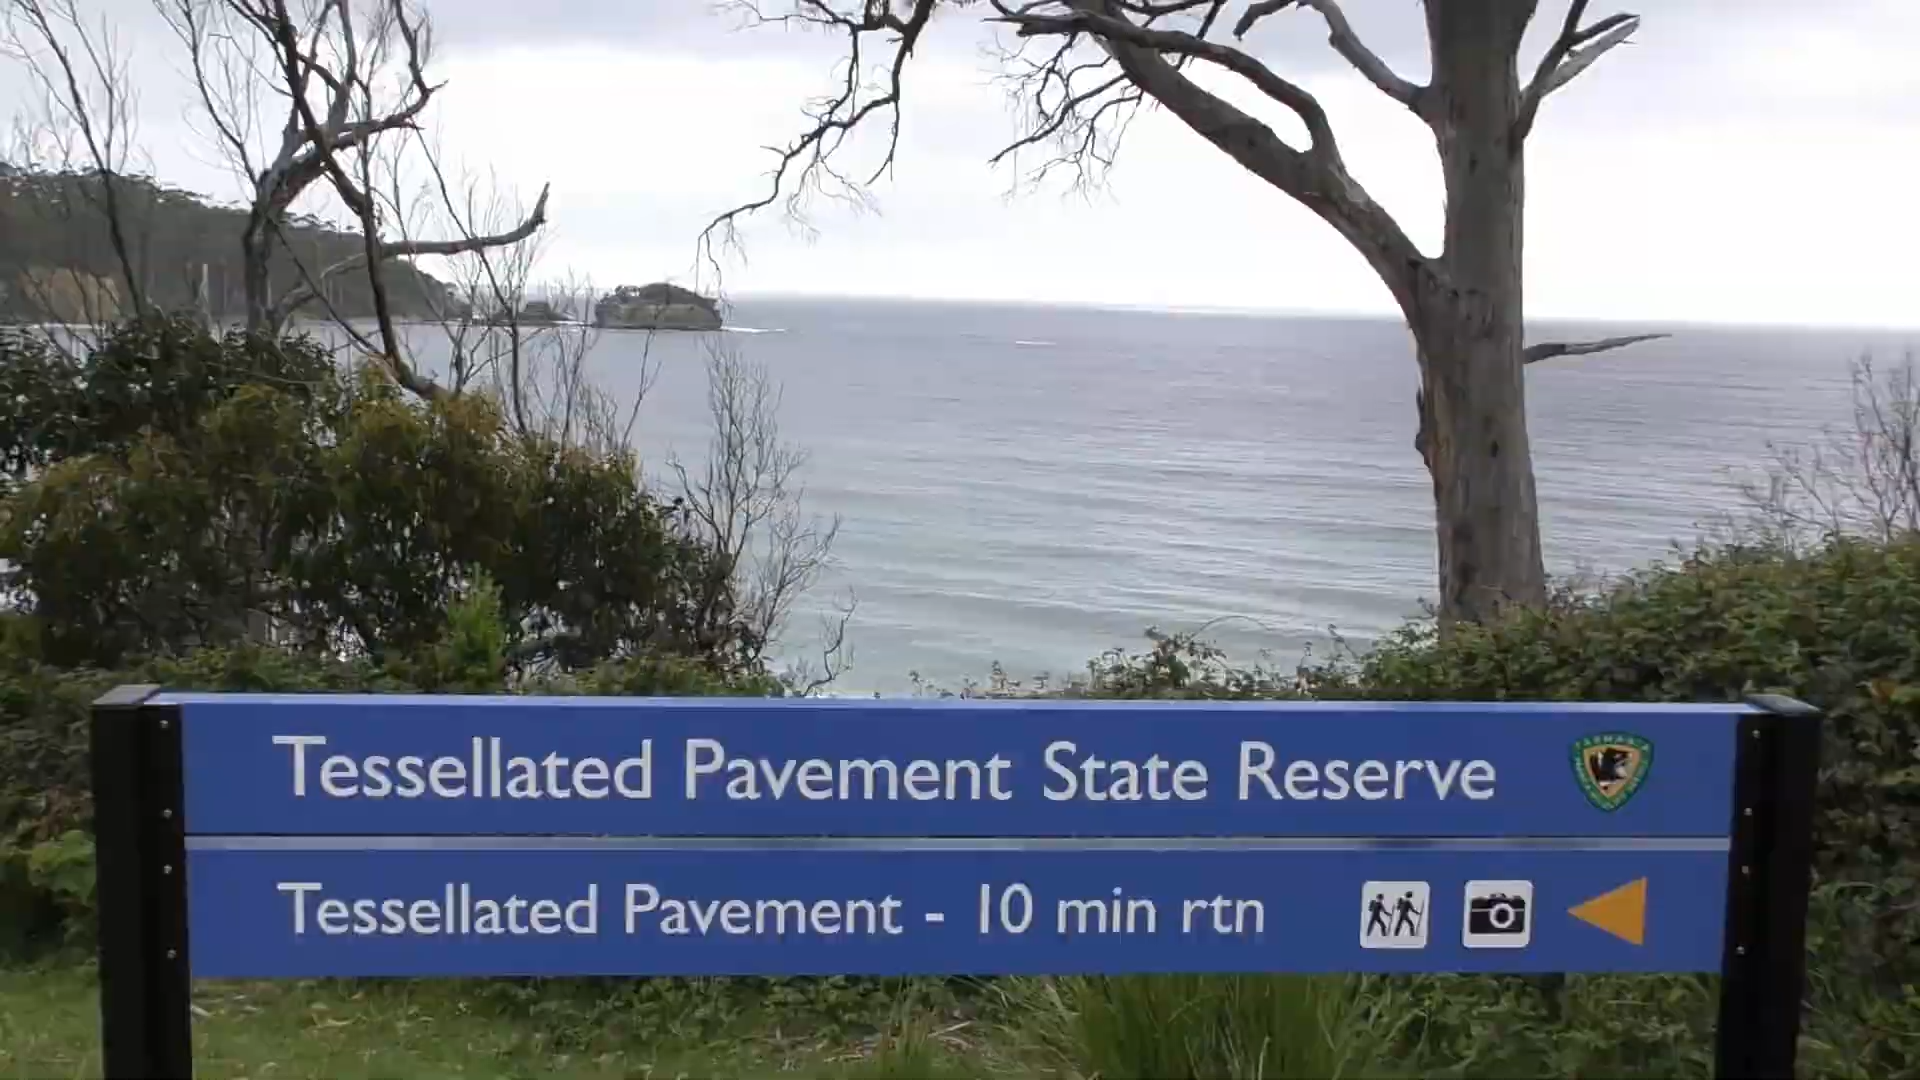 Tessellated Pavement State Reserve
Tessellated Pavement - 10 min rtn